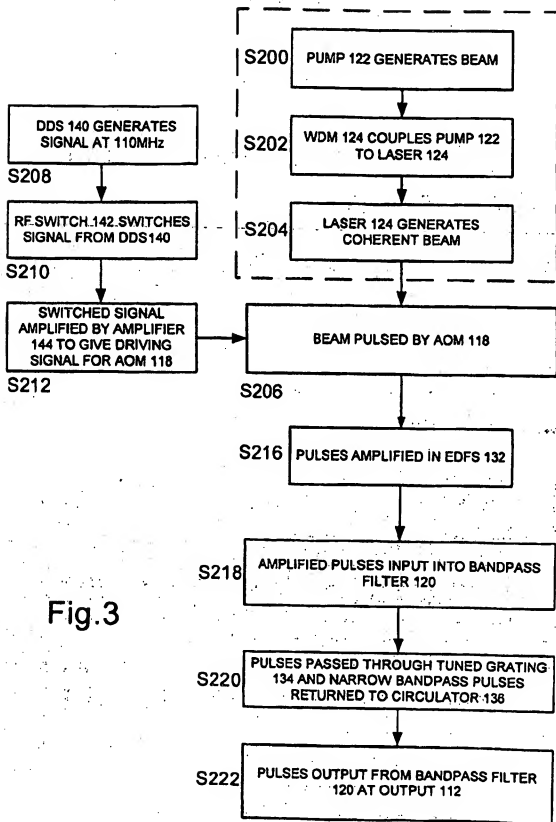 S200
PUMP 122 GENERATES BEAM
DDS 140 GENERATES
SIGNAL AT 110MHz
S208
S202
WDM 124 COUPLES PUMP 122
TO LASER 124
RF SWITCH 142 SWITCHES
SIGNAL FROM DDS140
S210
S204
LASER 124 GENERATES
COHERENT BEAM
SWITCHED SIGNAL
AMPLIFIED BY AMPLIFIER
144 TO GIVE DRIVING
SIGNAL FOR AOM 118
S212
BEAM PULSED BY AOM 118
S206
S216
PULSES AMPLIFIED IN EDFS 132
S218
AMPLIFIED PULSES INPUT INTO BANDPASS
FILTER 120
Fig.3
S220
PULSES PASSED THROUGH TUNED GRATING
134 AND NARROW BANDPASS PULSES
RETURNED TO CIRCULATOR 136
S222
PULSES OUTPUT FROM BANDPASS FILTER
120 AT OUTPUT 112